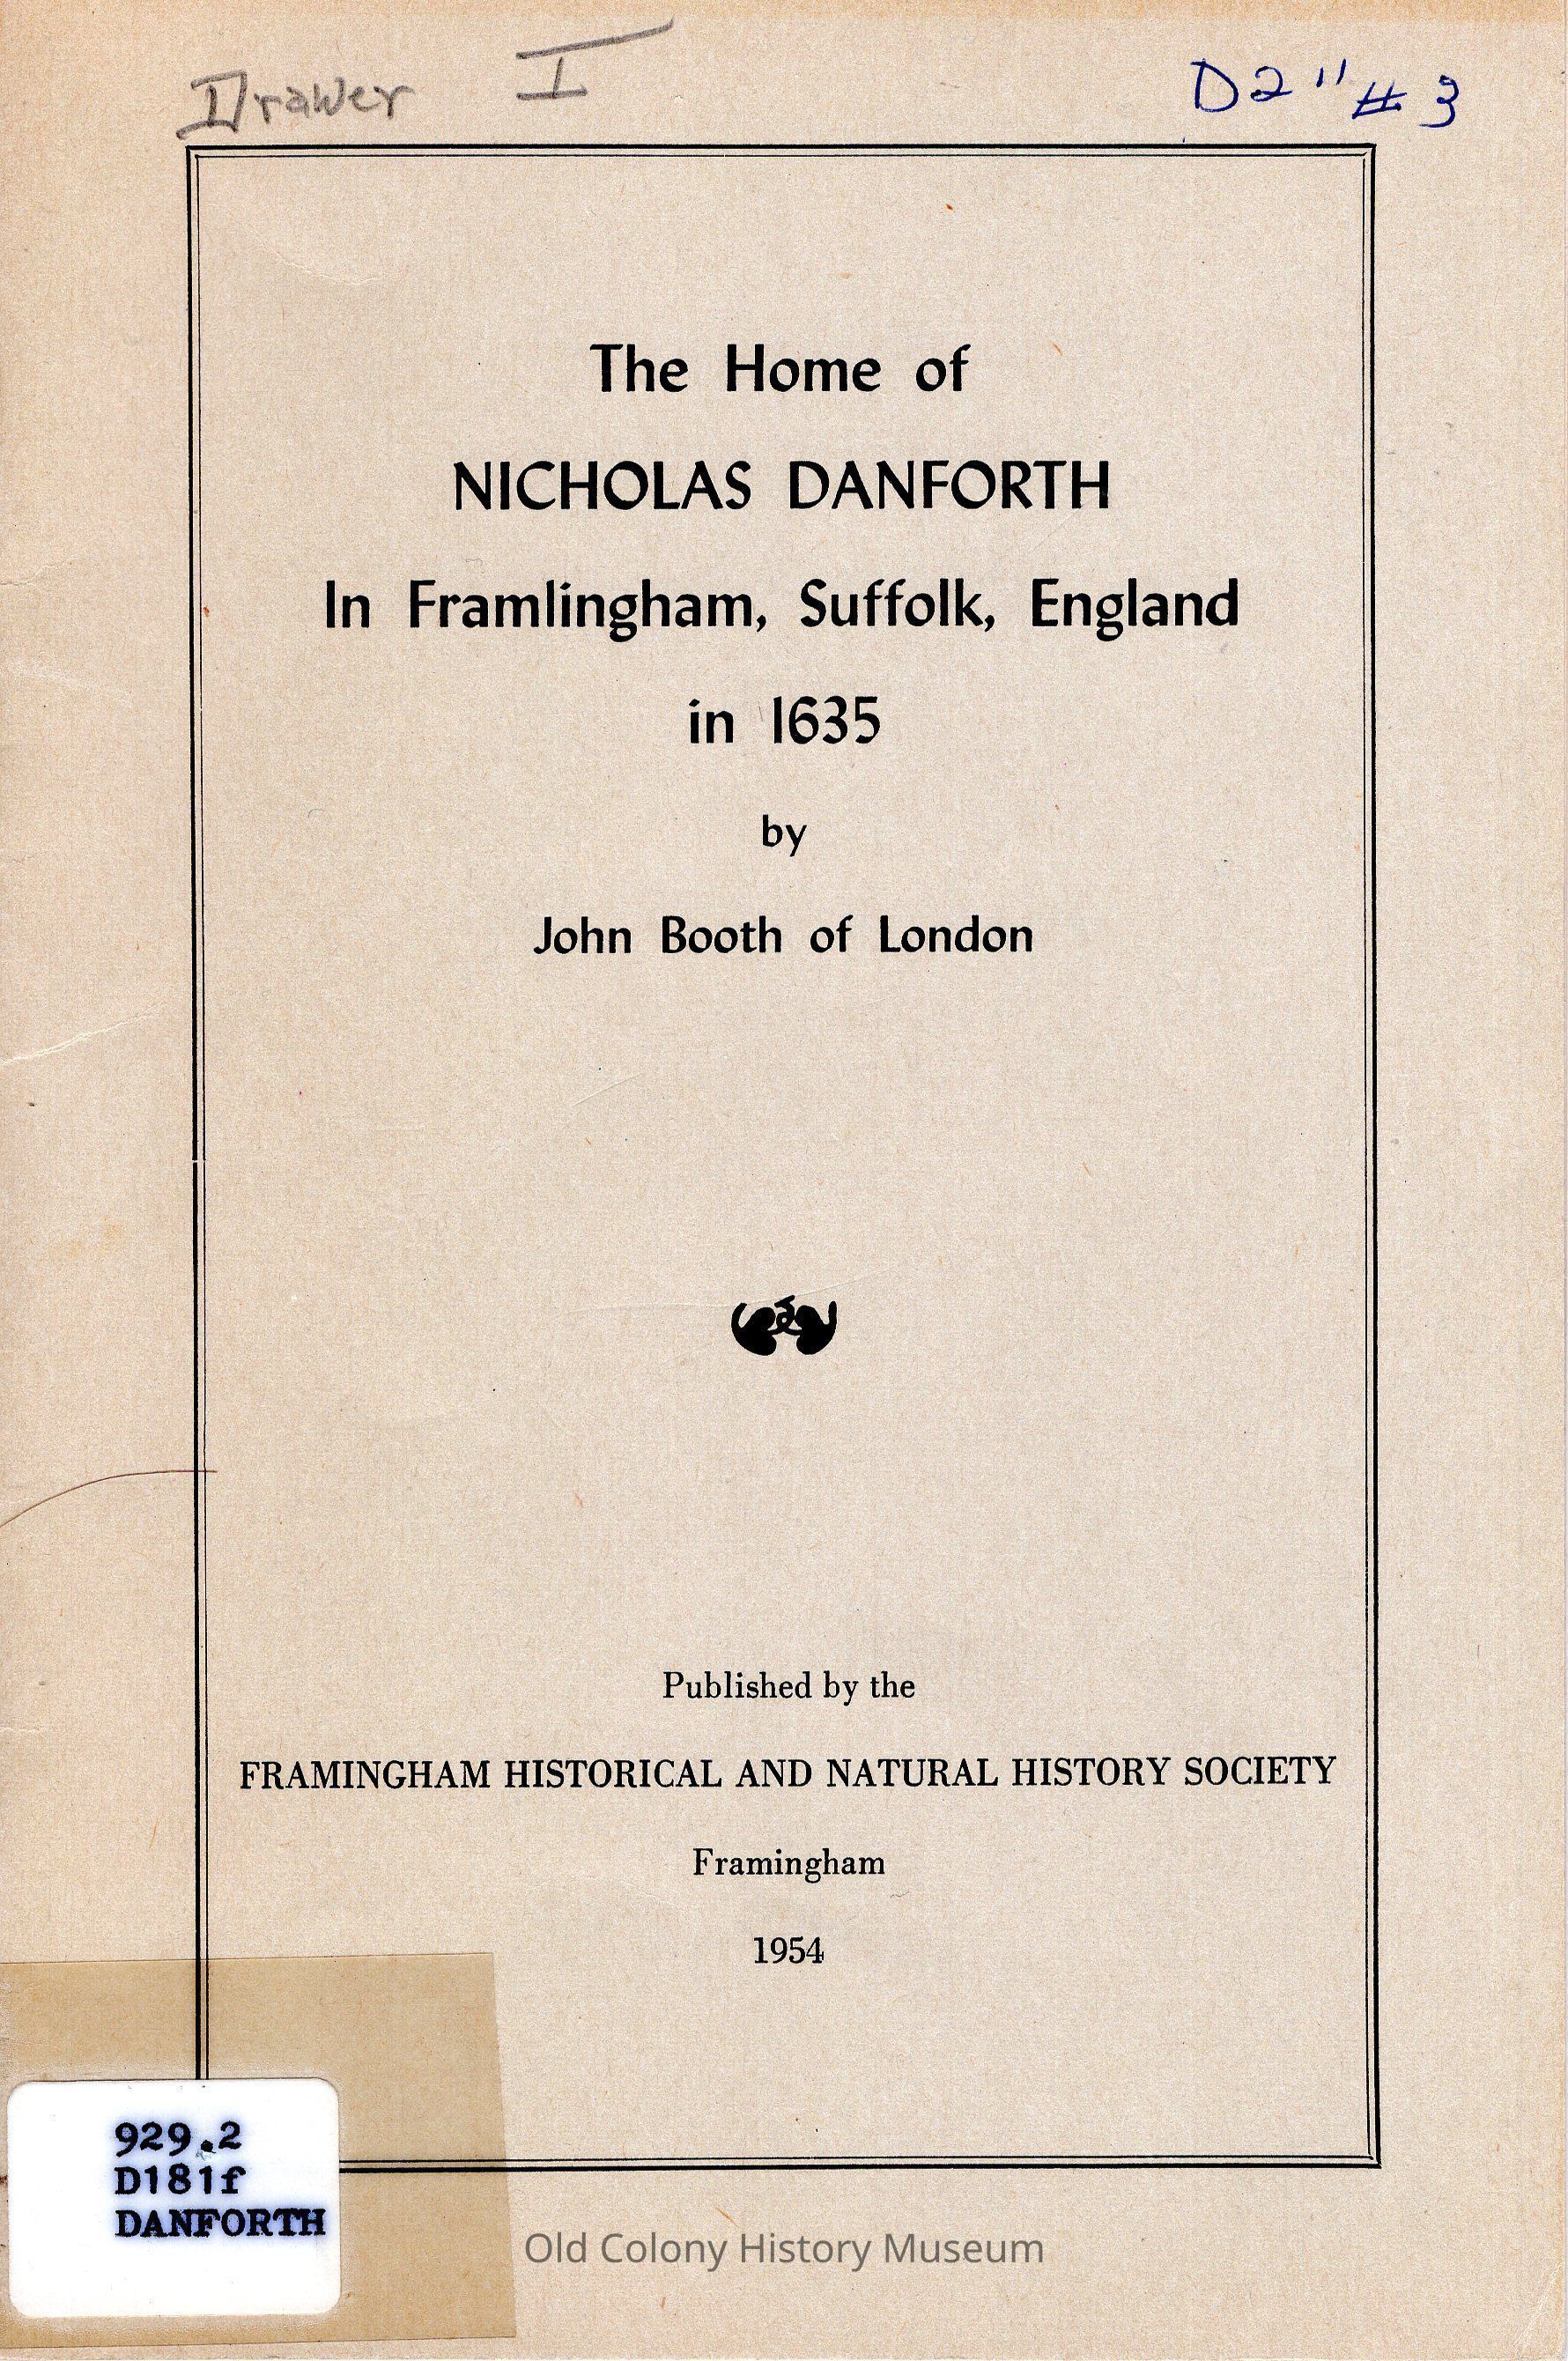 Drawer I
D2" #3
The Home of
NICHOLAS DANFORTH
In Framlingham, Suffolk, England
in 1635
by
John Booth of London
Published by the
FRAMINGHAM HISTORICAL AND NATURAL HISTORY SOCIETY
Framingham
1954
929.2
D181f
DANFORTH
Old Colony History Museum